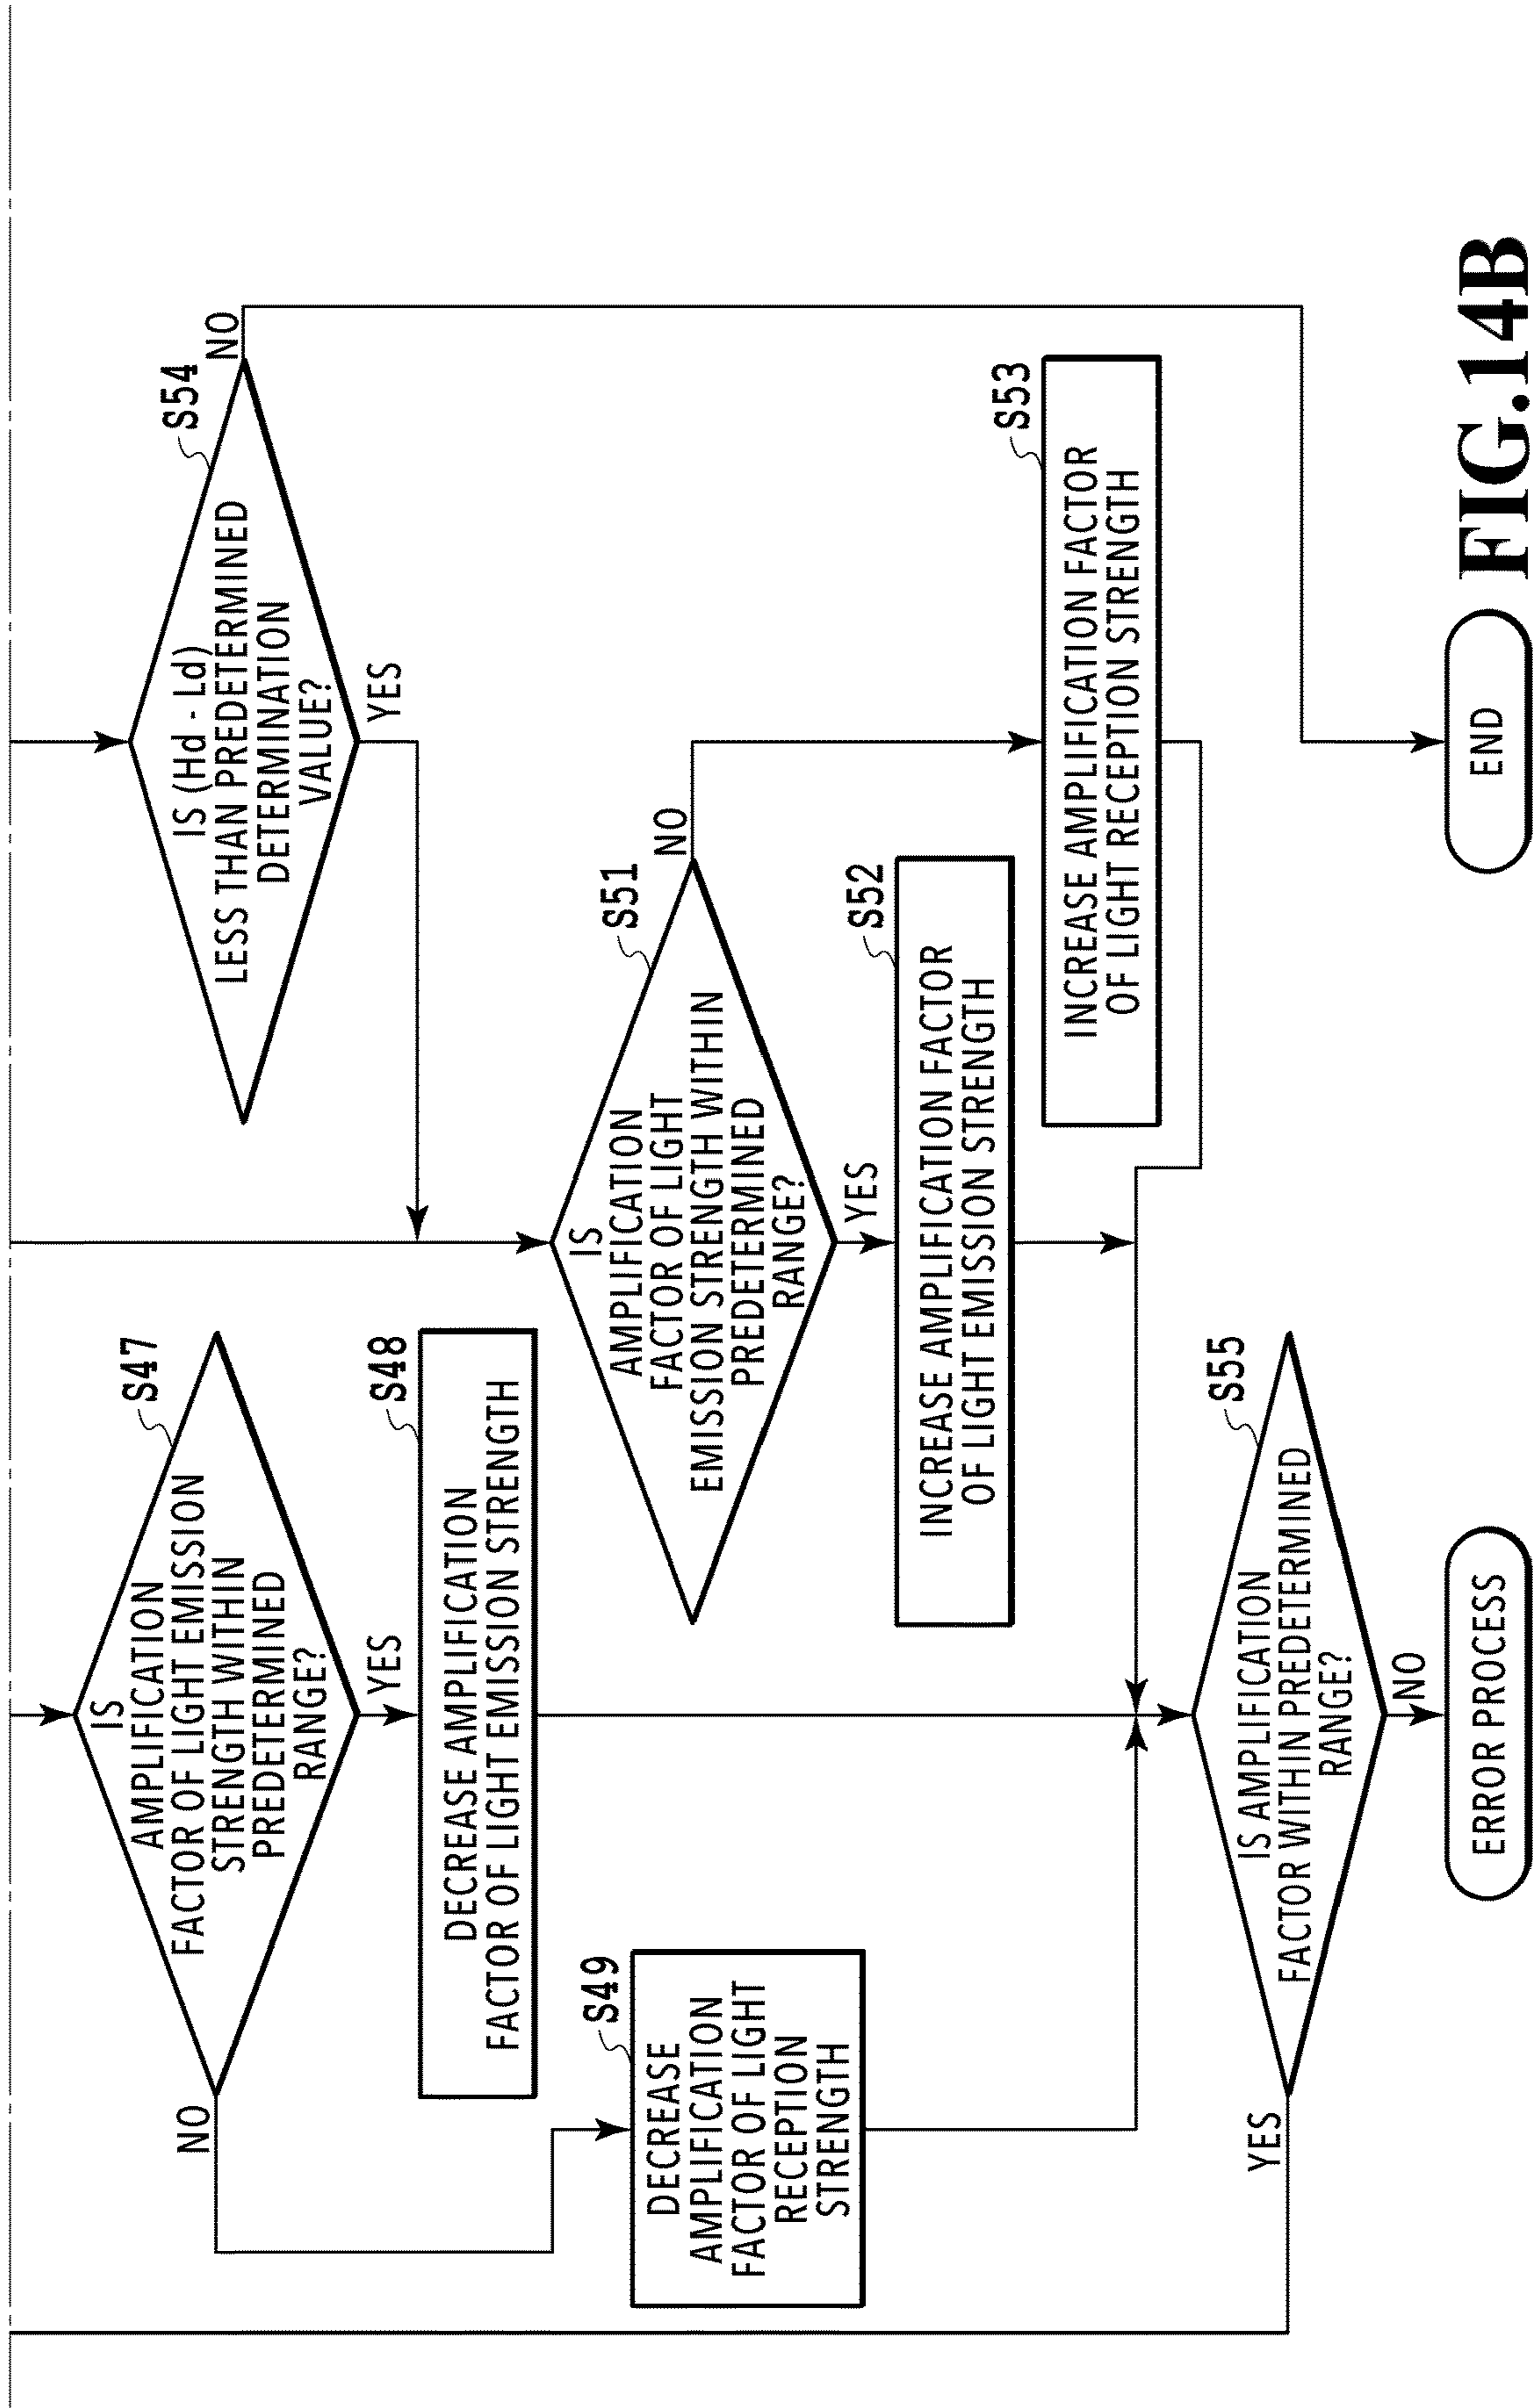 S47
IS
AMPLIFICATION
FACTOR OF LIGHT EMISSION
STRENGTH WITHIN
PREDETERMINED
RANGE?
NO
YES
S48
DECREASE AMPLIFICATION
FACTOR OF LIGHT EMISSION STRENGTH
S49
DECREASE
AMPLIFICATION
FACTOR OF LIGHT
RECEPTION
STRENGTH
S54
IS (Hd - Ld)
LESS THAN PREDETERMINED
DETERMINATION
VALUE?
NO
YES
S51
IS
AMPLIFICATION
FACTOR OF LIGHT
EMISSION STRENGTH WITHIN
PREDETERMINED
RANGE?
NO
YES
S52
INCREASE AMPLIFICATION FACTOR
OF LIGHT EMISSION STRENGTH
S53
INCREASE AMPLIFICATION FACTOR
OF LIGHT RECEPTION STRENGTH
S55
IS AMPLIFICATION
FACTOR WITHIN PREDETERMINED
RANGE?
YES
NO
ERROR PROCESS
END
FIG.14B